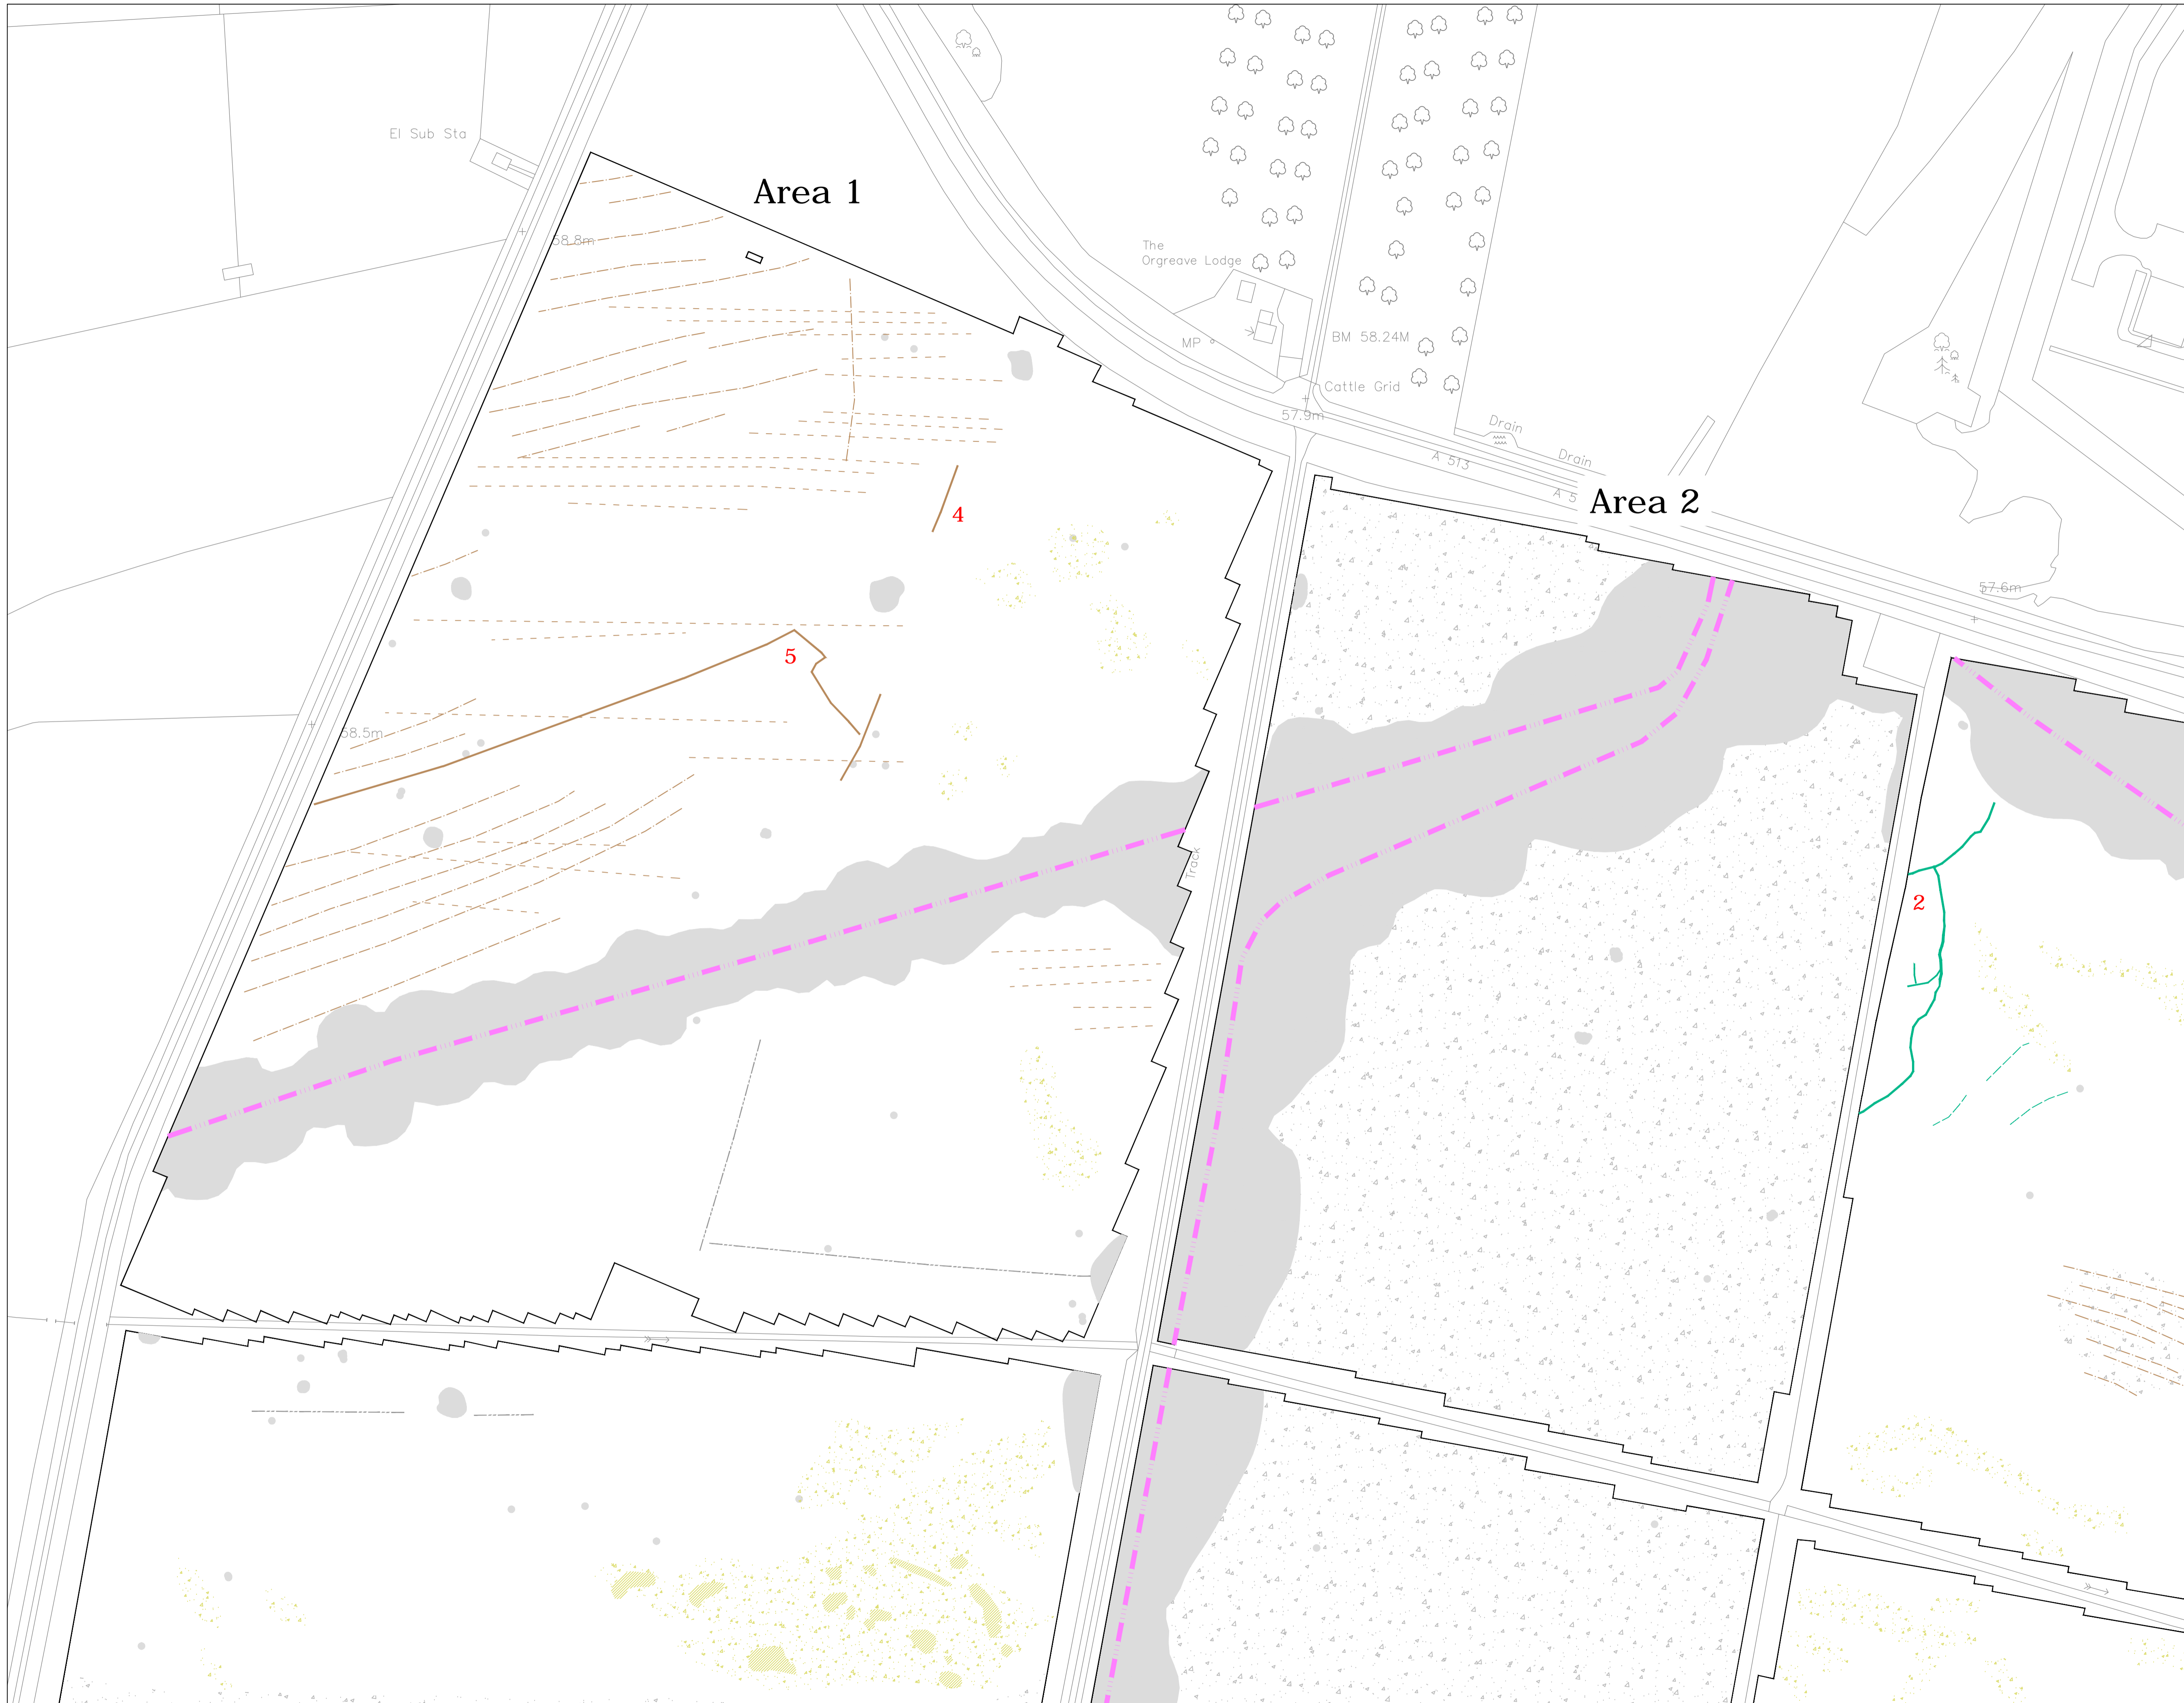 El Sub Sta
Area 1
58.8m
The
Orgreave Lodge
MP
BM 58.24M
Cattle Grid
57.9m
Drain
Drain
A 513
A 5
Area 2
4
57.6m
5
58.5m
Track
2